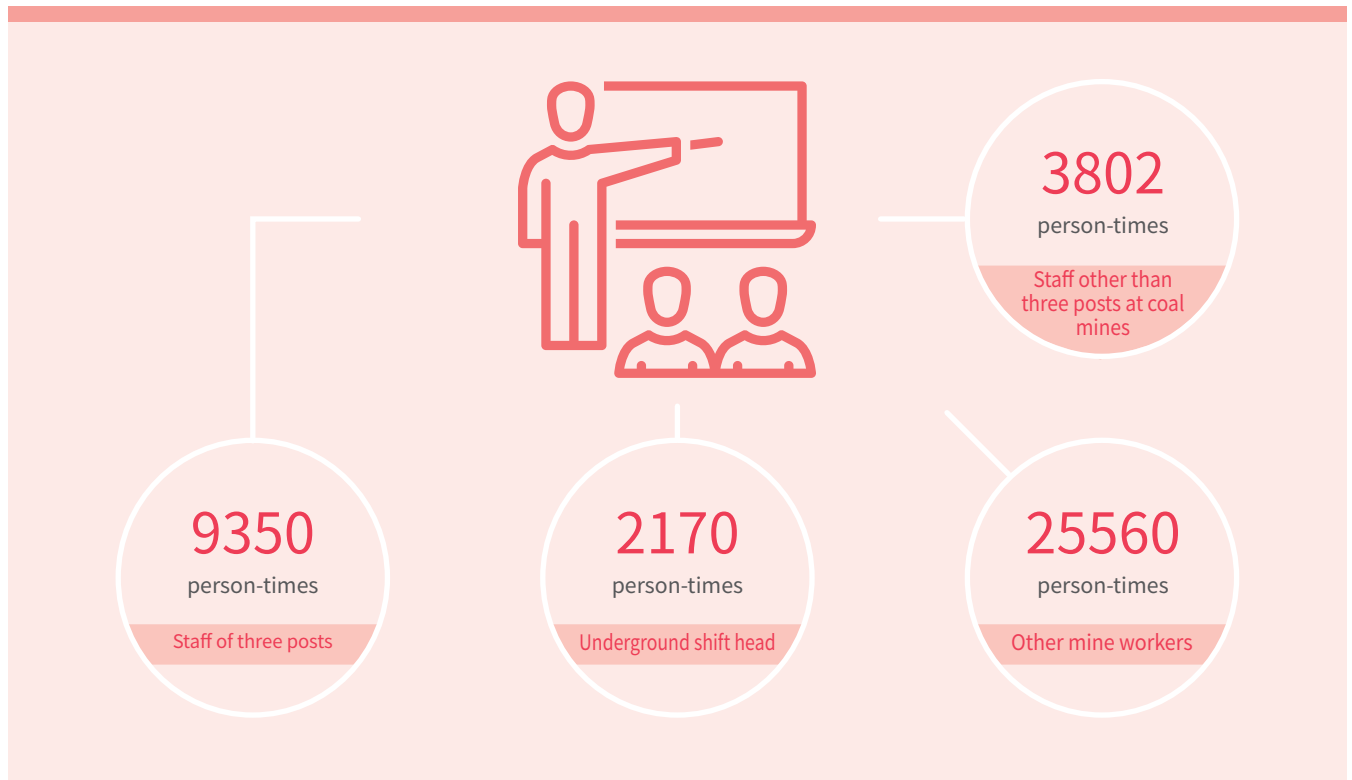 3802
person-times
Staff other than
three posts at coal
mines
9350
person-times
Staff of three posts
2170
person-times
Underground shift head
25560
person-times
Other mine workers